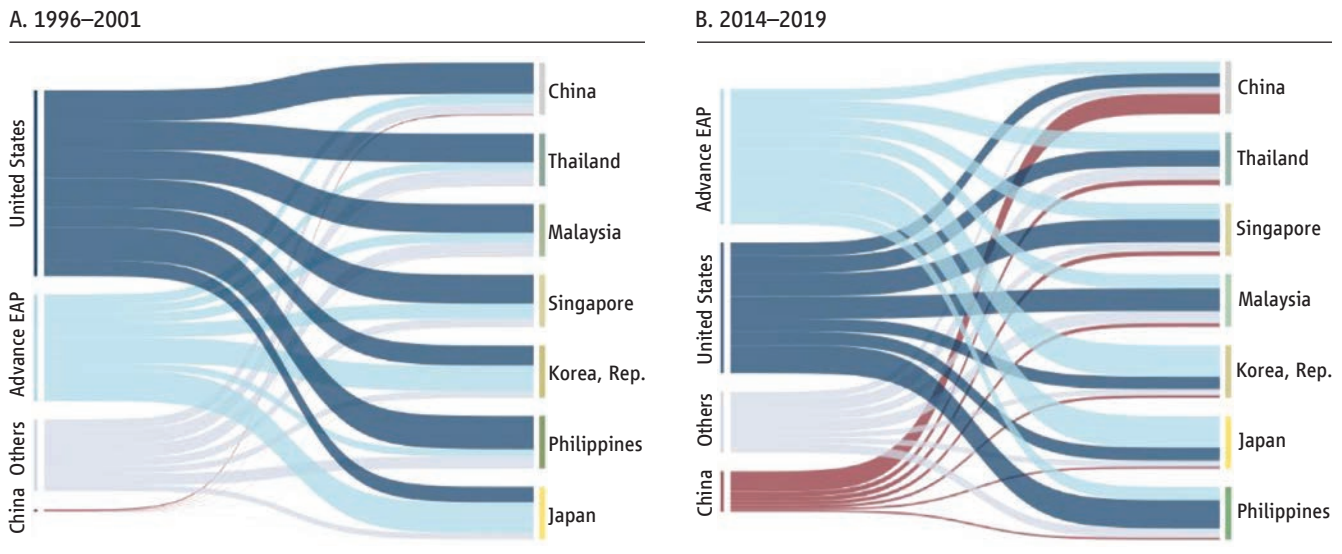 A. 1996–2001
United States
Advance EAP
Others
China
China
Thailand
Malaysia
Singapore
Korea, Rep.
Philippines
Japan
B. 2014–2019
Advance EAP
United States
Others
China
China
Thailand
Singapore
Malaysia
Korea, Rep.
Japan
Philippines